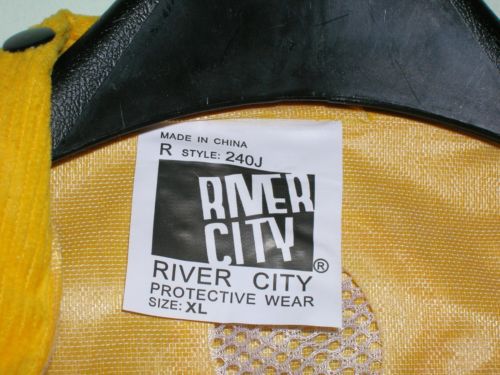 MADE IN CHINA
R STYLE: 240J
RIVER
CITY
RIVER CITY®
PROTECTIVE WEAR
SIZE: XL